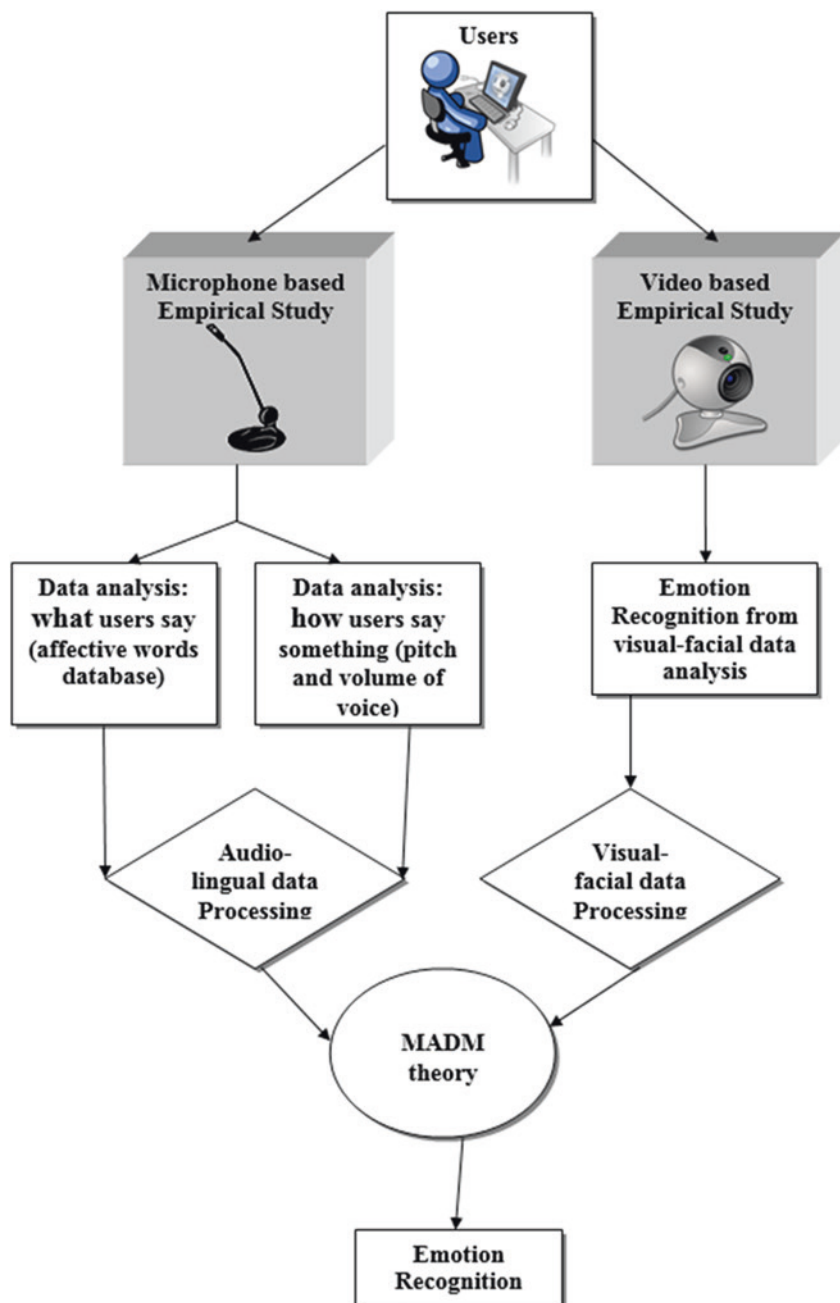 Users
Microphone based
Empirical Study
Video based
Empirical Study
Data analysis:
what users say
(affective words
database)
Data analysis:
how users say
something (pitch
and volume of
voice)
Emotion
Recognition from
visual-facial data
analysis
Audio-
lingual data
Processing
Visual-
facial data
Processing
MADM
theory
Emotion
Recognition